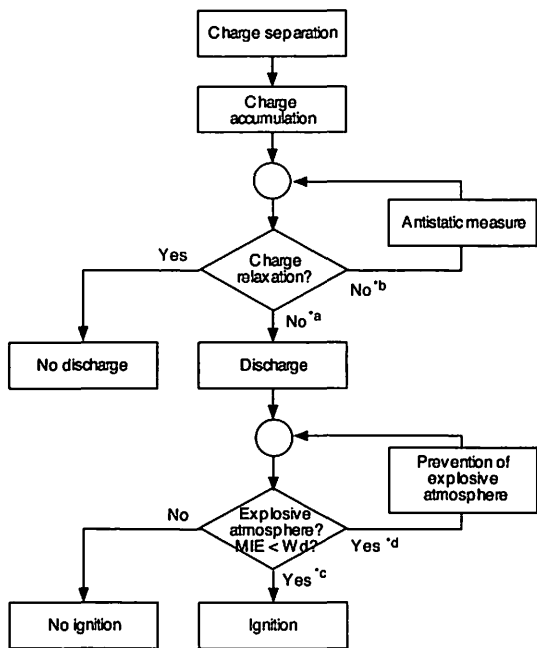 Charge separation
Charge
accumulation
Antistatic measure
Yes
Charge
relaxation?
No*b
No*a
No discharge
Discharge
Prevention of
explosive
atmosphere
No
Explosive
atmosphere?
MIE < Wd?
Yes *d
Yes*c
No ignition
Ignition